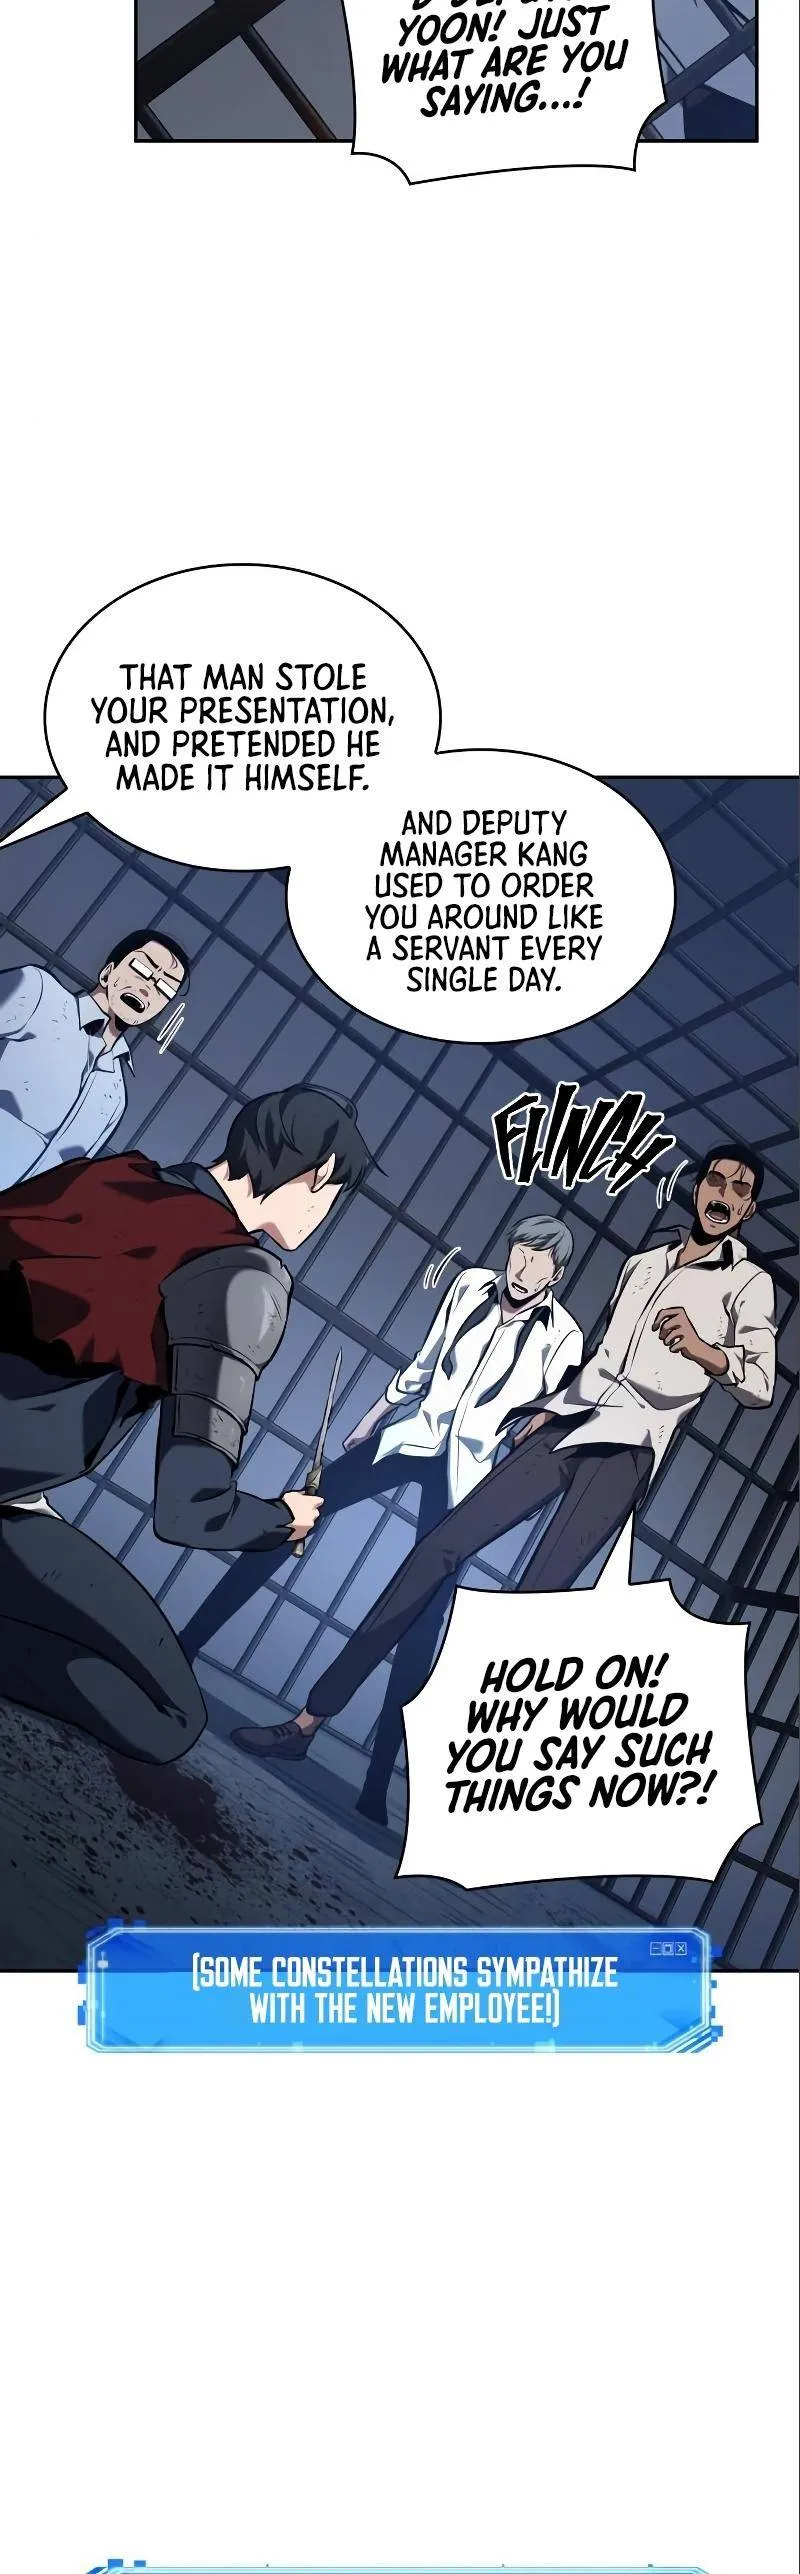 YOON! JUST
WHAT ARE YOU
SAYING...!
THAT MAN STOLE
YOUR PRESENTATION,
AND PRETENDED HE
MADE IT HIMSELF.
AND DEPUTY
MANAGER KANG
USED TO ORDER
YOU AROUND LIKE
A SERVANT EVERY
SINGLE DAY.
FLINCH
HOLD ON!
WHY WOULD
YOU SAY SUCH
THINGS NOW?!
[SOME CONSTELLATIONS SYMPATHIZE
WITH THE NEW EMPLOYEE!]